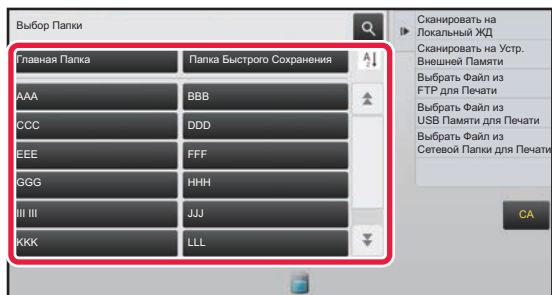 Выбор Папки
Главная Папка
Папка Быстрого Сохранения
AAA
BBB
CCC
DDD
EEE
FFF
GGG
HHH
III III
JJJ
KKK
LLL
Сканировать на
Локальный ЖД
Сканировать на Устр.
Внешней Памяти
Выбрать Файл из
FTP для Печати
Выбрать Файл из
USB Памяти для Печати
Выбрать Файл из
Сетевой Папки для Печати
CA